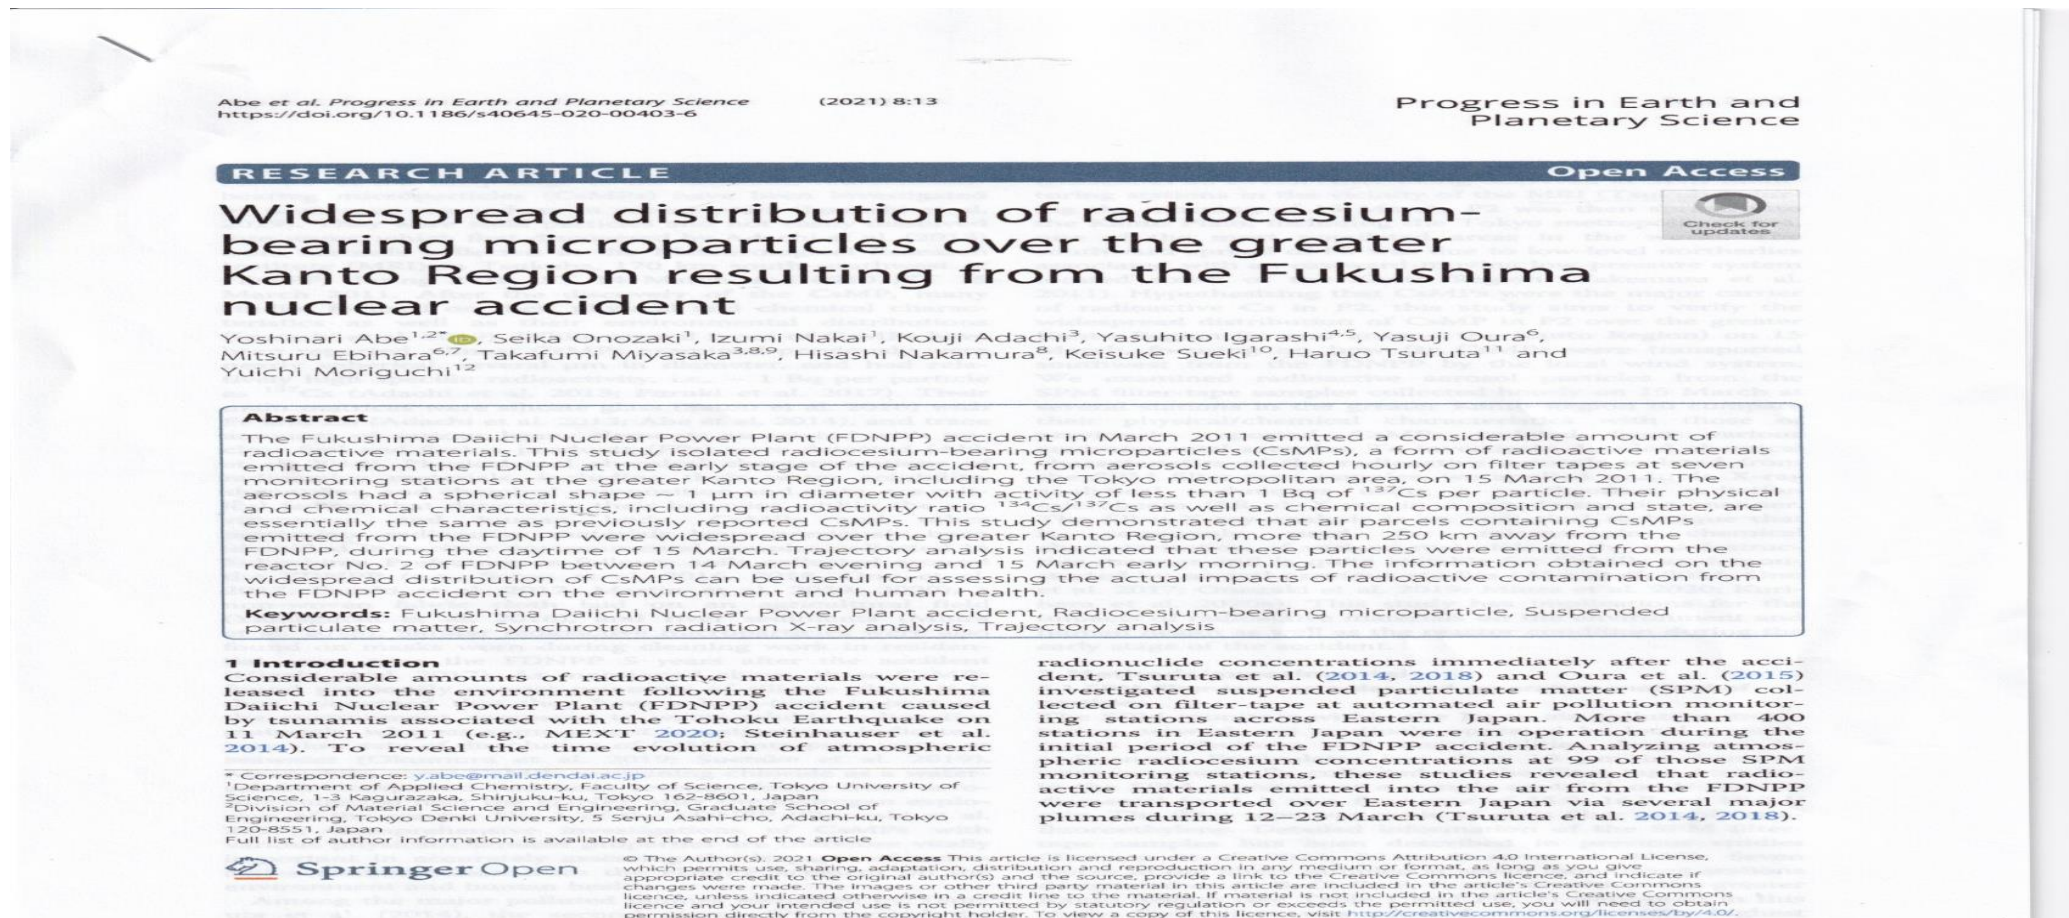 Abe et al. Progress in Earth and Planetary Science (2021) 8:13
https://doi.org/10.1186/s40645-020-00403-6
Progress in Earth and
Planetary Science
RESEARCH ARTICLE Open Access
Check for
updates
Widespread distribution of radiocesium-
bearing microparticles over the greater
Kanto Region resulting from the Fukushima
nuclear accident
Yoshinari Abe1,2* iD, Seika Onozaki1, Izumi Nakai1, Kouji Adachi3, Yasuhito Igarashi4,5, Yasuji Oura6,
Mitsuru Ebihara6,7, Takafumi Miyasaka3,8,9, Hisashi Nakamura8, Keisuke Sueki10, Haruo Tsuruta11 and
Yuichi Moriguchi12
Abstract
The Fukushima Daiichi Nuclear Power Plant (FDNPP) accident in March 2011 emitted a considerable amount of
radioactive materials. This study isolated radiocesium-bearing microparticles (CsMPs), a form of radioactive materials
emitted from the FDNPP at the early stage of the accident, from aerosols collected hourly on filter tapes at seven
monitoring stations at the greater Kanto Region, including the Tokyo metropolitan area, on 15 March 2011. The
aerosols had a spherical shape ~ 1 μm in diameter with activity of less than 1 Bq of 137Cs per particle. Their physical
and chemical characteristics, including radioactivity ratio 134Cs/137Cs as well as chemical composition and state, are
essentially the same as previously reported CsMPs. This study demonstrated that air parcels containing CsMPs
emitted from the FDNPP were widespread over the greater Kanto Region, more than 250 km away from the
FDNPP, during the daytime of 15 March. Trajectory analysis indicated that these particles were emitted from the
reactor No. 2 of FDNPP between 14 March evening and 15 March early morning. The information obtained on the
widespread distribution of CsMPs can be useful for assessing the actual impacts of radioactive contamination from
the FDNPP accident on the environment and human health.
Keywords: Fukushima Daiichi Nuclear Power Plant accident, Radiocesium-bearing microparticle, Suspended
particulate matter, Synchrotron radiation X-ray analysis, Trajectory analysis
1 Introduction
Considerable amounts of radioactive materials were re-
leased into the environment following the Fukushima
Daiichi Nuclear Power Plant (FDNPP) accident caused
by tsunamis associated with the Tohoku Earthquake on
11 March 2011 (e.g., MEXT 2020; Steinhauser et al.
2014). To reveal the time evolution of atmospheric
radionuclide concentrations immediately after the acci-
dent, Tsuruta et al. (2014, 2018) and Oura et al. (2015)
investigated suspended particulate matter (SPM) col-
lected on filter-tape at automated air pollution monitor-
ing stations across Eastern Japan. More than 400
stations in Eastern Japan were in operation during the
initial period of the FDNPP accident. Analyzing atmos-
pheric radiocesium concentrations at 99 of those SPM
monitoring stations, these studies revealed that radio-
active materials emitted into the air from the FDNPP
were transported over Eastern Japan via several major
plumes during 12–23 March (Tsuruta et al. 2014, 2018).
* Correspondence: y.abe@mail.dendai.ac.jp
1Department of Applied Chemistry, Faculty of Science, Tokyo University of
Science, 1-3 Kagurazaka, Shinjuku-ku, Tokyo 162-8601, Japan
2Division of Material Science and Engineering, Graduate School of
Engineering, Tokyo Denki University, 5 Senju Asahi-cho, Adachi-ku, Tokyo
120-8551, Japan
Full list of author information is available at the end of the article
Springer Open
© The Author(s). 2021 Open Access This article is licensed under a Creative Commons Attribution 4.0 International License,
which permits use, sharing, adaptation, distribution and reproduction in any medium or format, as long as you give
appropriate credit to the original author(s) and the source, provide a link to the Creative Commons licence, and indicate if
changes were made. The images or other third party material in this article are included in the article's Creative Commons
licence, unless indicated otherwise in a credit line to the material. If material is not included in the article's Creative Commons
licence and your intended use is not permitted by statutory regulation or exceeds the permitted use, you will need to obtain
permission directly from the copyright holder. To view a copy of this licence, visit http://creativecommons.org/licenses/by/4.0/.